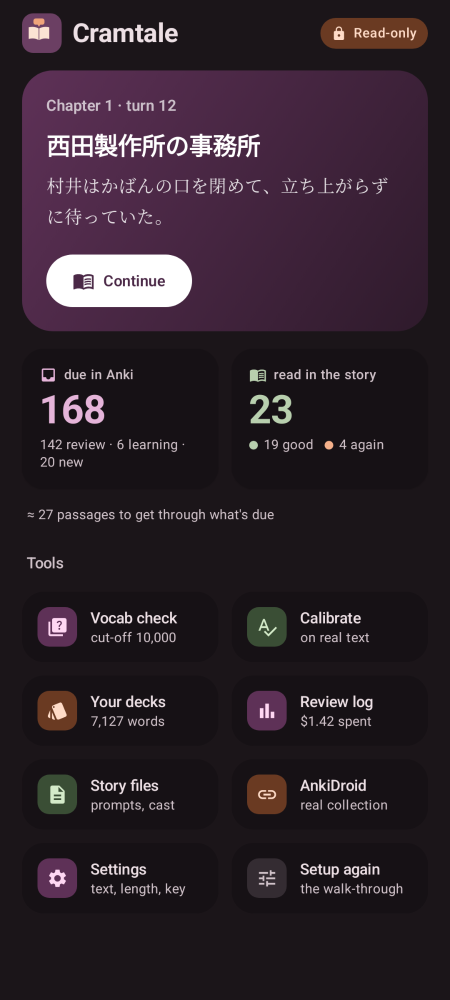 Cramtale
Read-only
Chapter 1 · turn 12
西田製作所の事務所
村井はかばんの口を閉めて、立ち上がらず
に待っていた。
Continue
due in Anki
168
142 review · 6 learning ·
20 new
read in the story
23
19 good
4 again
≈ 27 passages to get through what's due
Tools
Vocab check
cut-off 10,000
Calibrate
on real text
Your decks
7,127 words
Review log
$1.42 spent
Story files
prompts, cast
AnkiDroid
real collection
Settings
text, length, key
Setup again
the walk-through